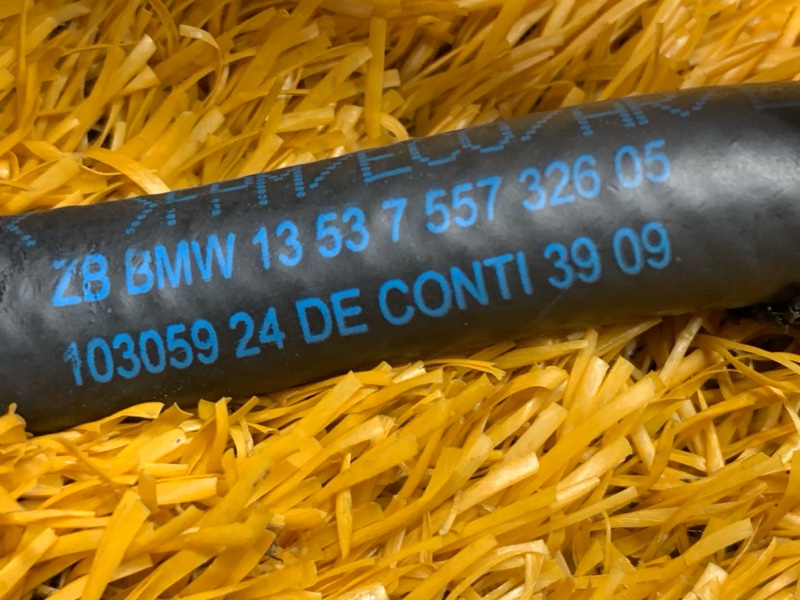 ZB BMW 13 53 7 557 326 05
103059 24 DE CONTI 39 09